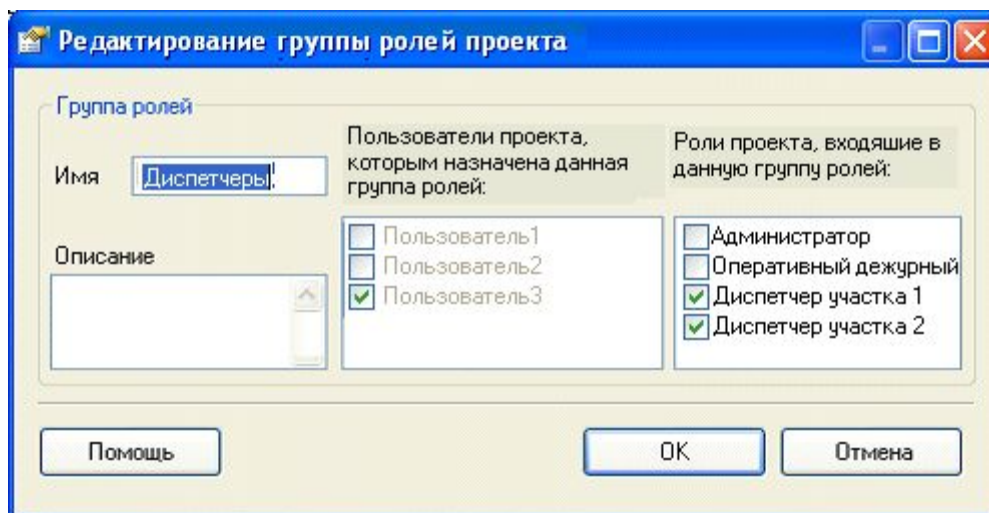 Редактирование группы ролей проекта
Группа ролей
Имя
Диспетчеры
Описание
Пользователи проекта,
которым назначена данная
группа ролей:
Пользователь1
Пользователь2
Пользователь3
Роли проекта, входящие в
данную группу ролей:
Администратор
Оперативный дежурный
Диспетчер участка 1
Диспетчер участка 2
Помощь
OK
Отмена